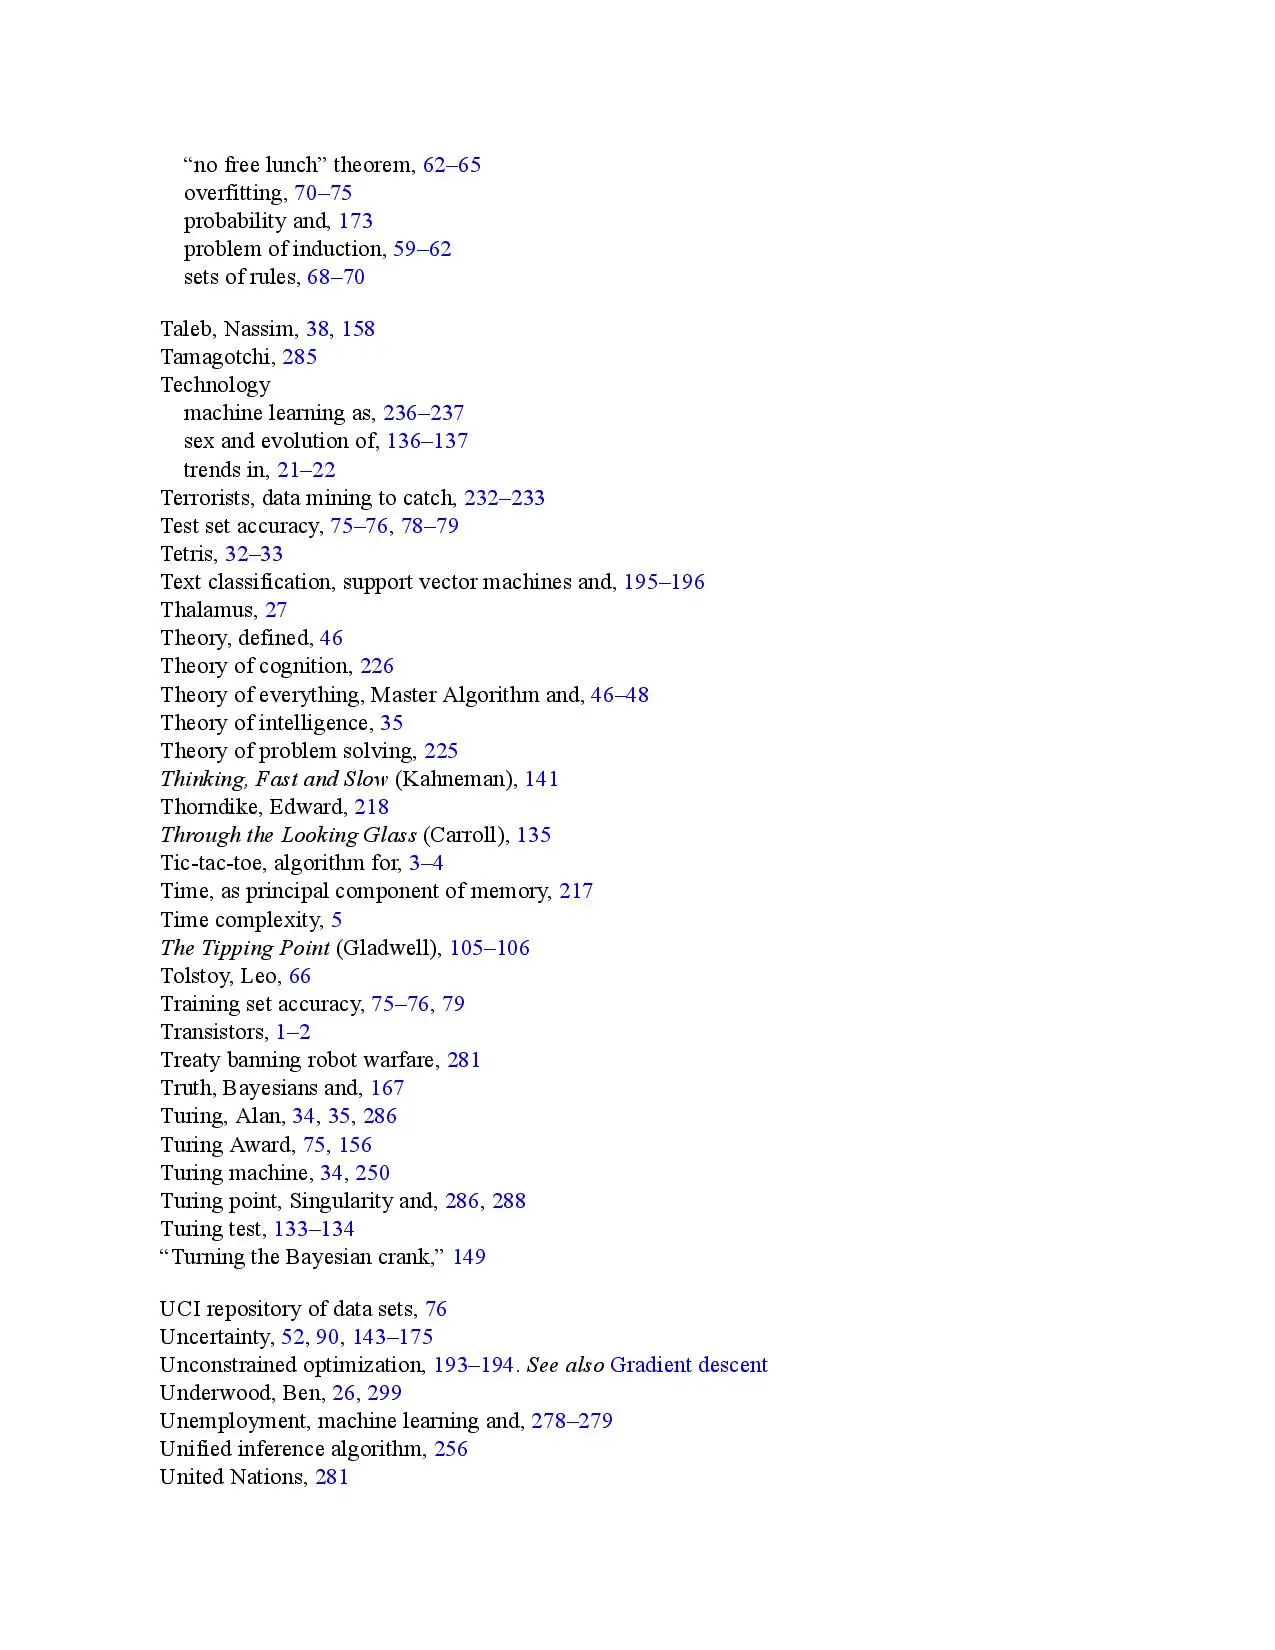 “no free lunch” theorem, 62–65
overfitting, 70–75
probability and, 173
problem of induction, 59–62
sets of rules, 68–70
Taleb, Nassim, 38, 158
Tamagotchi, 285
Technology
machine learning as, 236–237
sex and evolution of, 136–137
trends in, 21–22
Terrorists, data mining to catch, 232–233
Test set accuracy, 75–76, 78–79
Tetris, 32–33
Text classification, support vector machines and, 195–196
Thalamus, 27
Theory, defined, 46
Theory of cognition, 226
Theory of everything, Master Algorithm and, 46–48
Theory of intelligence, 35
Theory of problem solving, 225
Thinking, Fast and Slow (Kahneman), 141
Thorndike, Edward, 218
Through the Looking Glass (Carroll), 135
Tic-tac-toe, algorithm for, 3–4
Time, as principal component of memory, 217
Time complexity, 5
The Tipping Point (Gladwell), 105–106
Tolstoy, Leo, 66
Training set accuracy, 75–76, 79
Transistors, 1–2
Treaty banning robot warfare, 281
Truth, Bayesians and, 167
Turing, Alan, 34, 35, 286
Turing Award, 75, 156
Turing machine, 34, 250
Turing point, Singularity and, 286, 288
Turing test, 133–134
“Turning the Bayesian crank,” 149
UCI repository of data sets, 76
Uncertainty, 52, 90, 143–175
Unconstrained optimization, 193–194. See also Gradient descent
Underwood, Ben, 26, 299
Unemployment, machine learning and, 278–279
Unified inference algorithm, 256
United Nations, 281